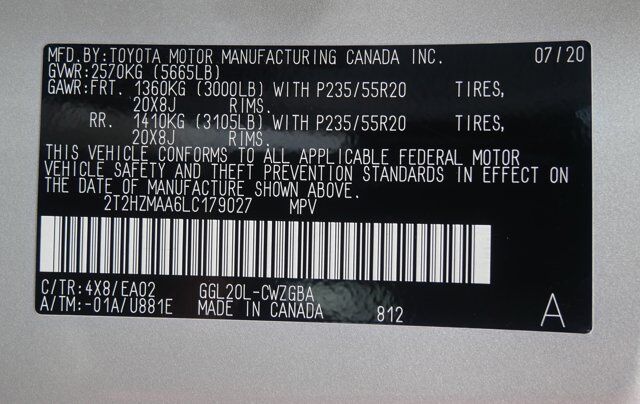 MFD.BY:TOYOTA MOTOR MANUFACTURING CANADA INC. 07/20
GVWR:2570KG (5665LB)
GAWR:FRT. 1360KG (3000LB) WITH P235/55R20 TIRES,
20X8J RIMS.
RR. 1410KG (3105LB) WITH P235/55R20 TIRES,
20X8J RIMS.
THIS VEHICLE CONFORMS TO ALL APPLICABLE FEDERAL MOTOR
VEHICLE SAFETY AND THEFT PREVENTION STANDARDS IN EFFECT ON
THE DATE OF MANUFACTURE SHOWN ABOVE.
2T2HZMAA6LC179027 MPV
C/TR:4X8/EA02 GGL20L-CWZGBA
A/TM:-01A/U881E MADE IN CANADA 812 A